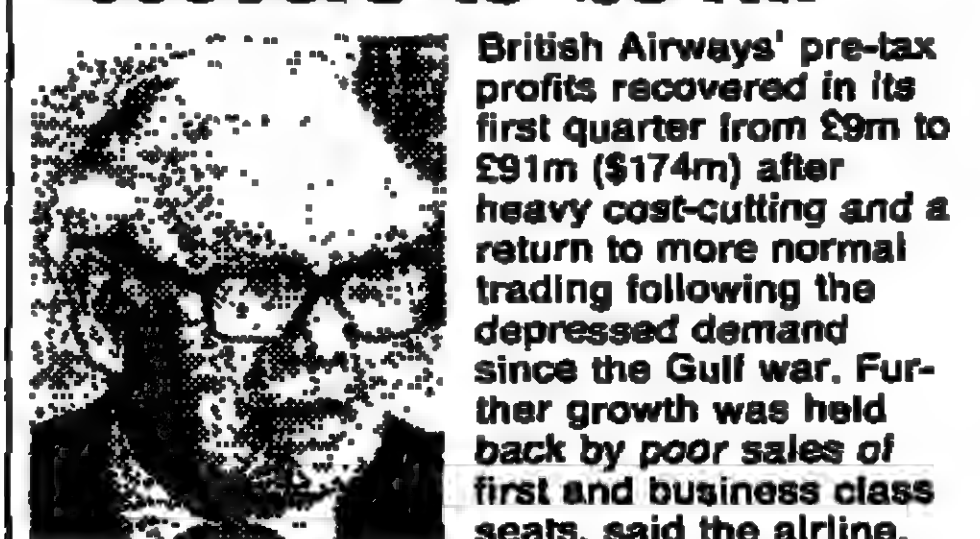 British Airways' pre-tax
profits recovered in its
first quarter from £9m to
£91m ($174m) after
heavy cost-cutting and a
return to more normal
trading following the
depressed demand
since the Gulf war. Fur-
ther growth was held
back by poor sales of
first and business class
seats, said the airline.